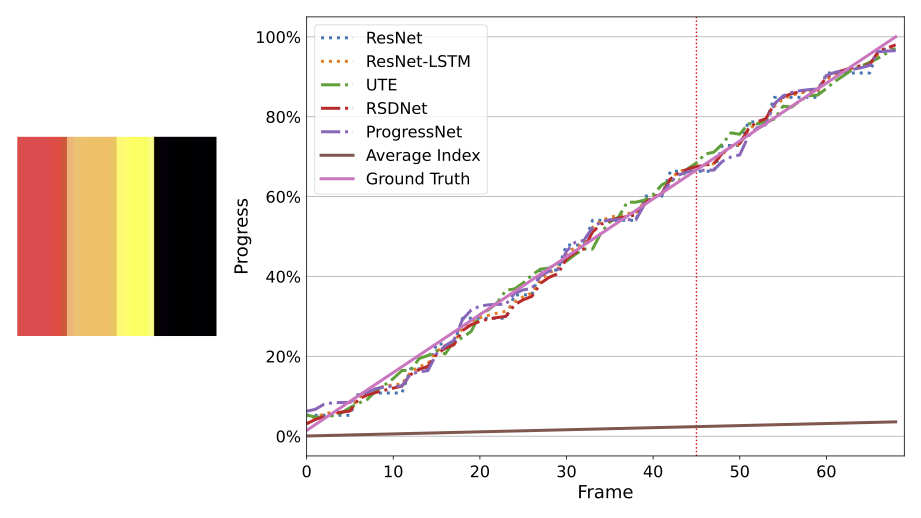 100%
80%
60%
40%
20%
0%
Progress
ResNet
ResNet-LSTM
UTE
RSDNet
ProgressNet
Average Index
Ground Truth
0 10 20 30 40 50 60
Frame